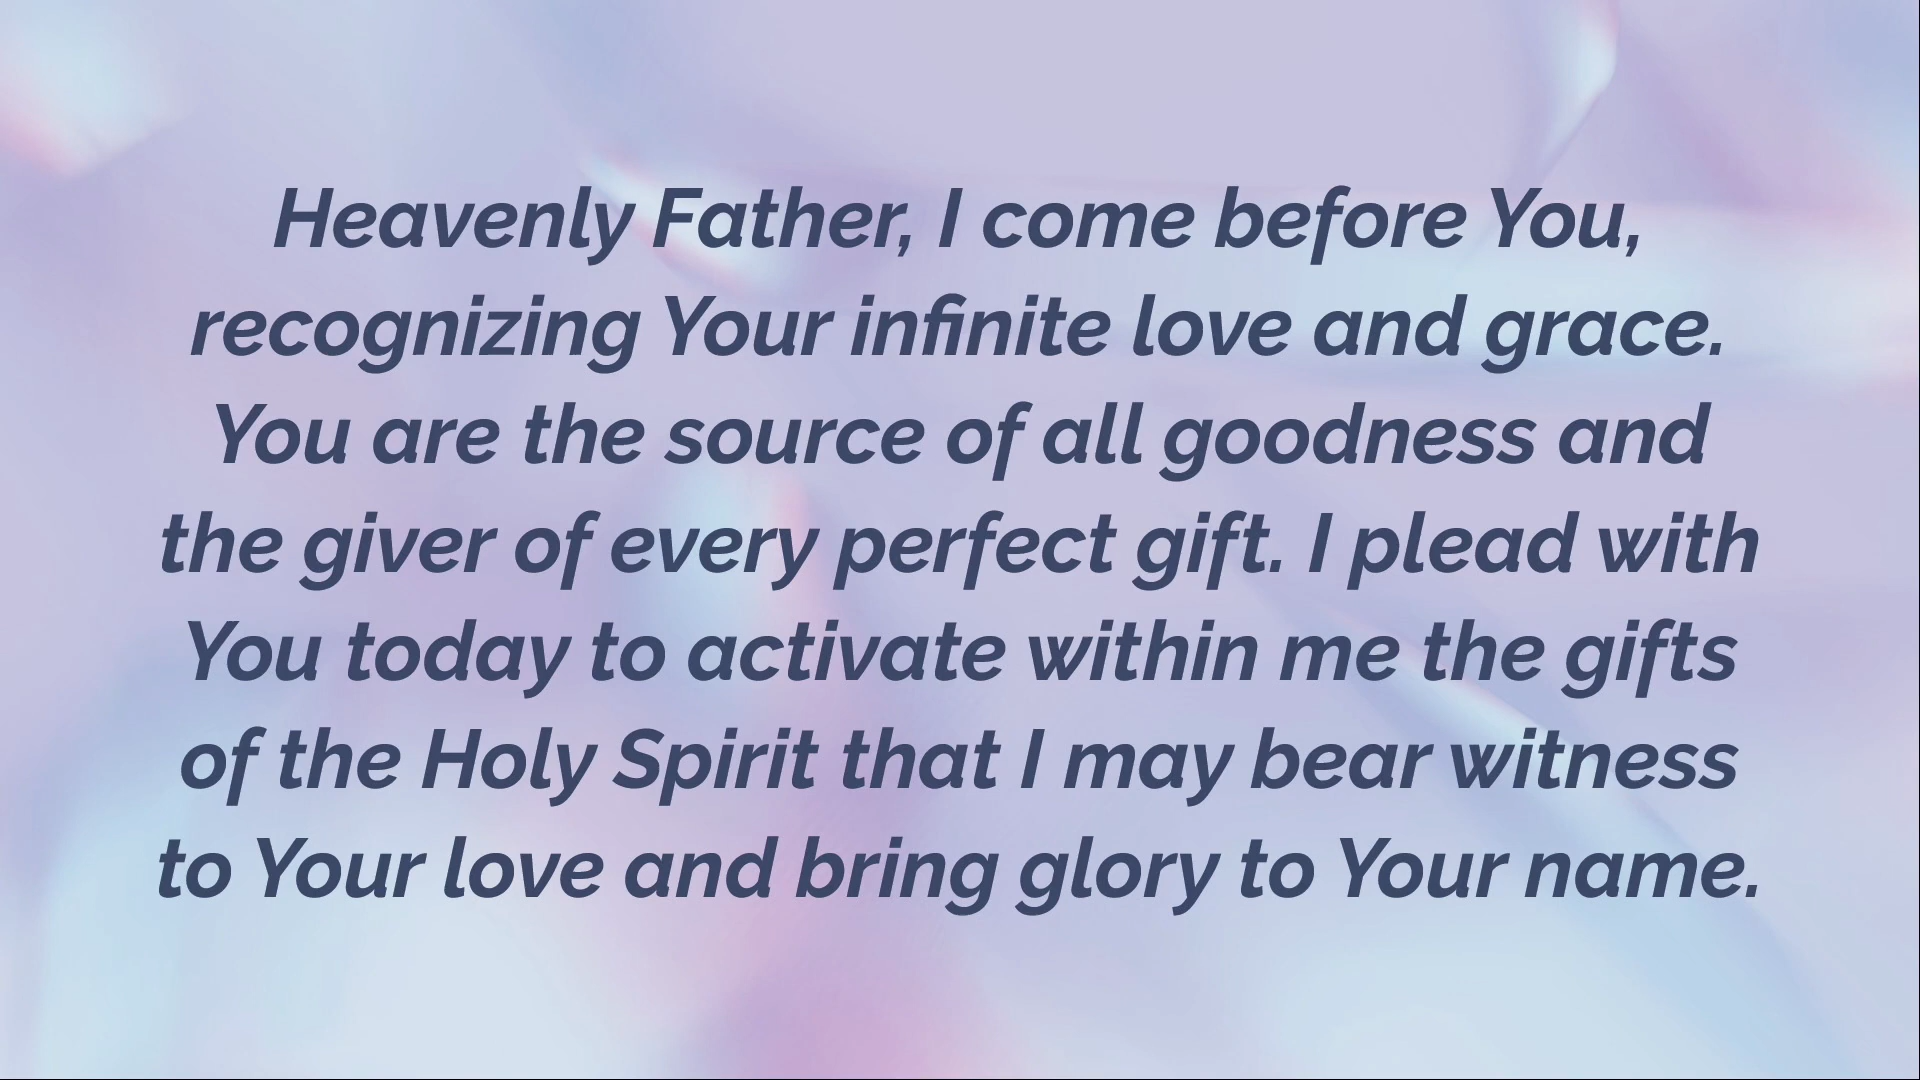 Heavenly Father, I come before You,
recognizing Your infinite love and grace.
You are the source of all goodness and
the giver of every perfect gift. I plead with
You today to activate within me the gifts
of the Holy Spirit that I may bear witness
to Your love and bring glory to Your name.